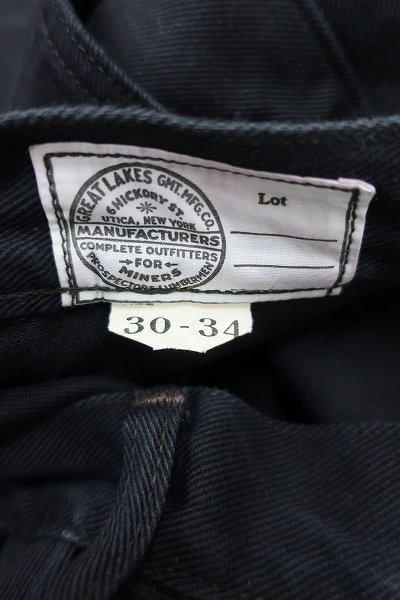 GREAT LAKES GMT. MFG. CO.
5 HICKORY ST.
UTICA, NEW YORK
MANUFACTURERS
COMPLETE OUTFITTERS
FOR
MINERS
PROSPECTORS LUMBERMEN
Lot
30 - 34